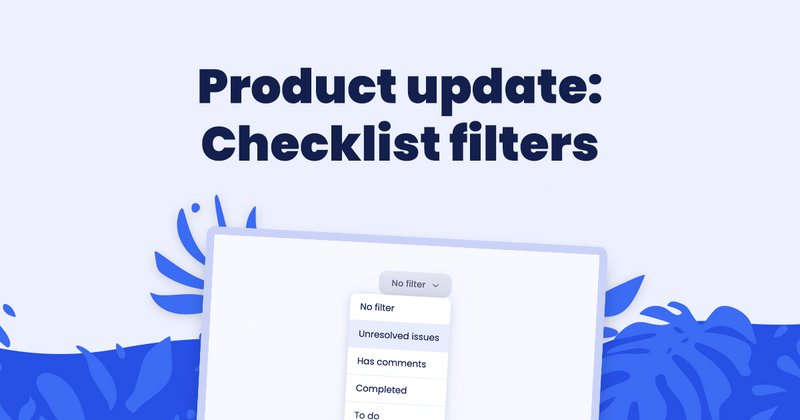 Product update:
Checklist filters
No filter
No filter
Unresolved issues
Has comments
Completed
To do